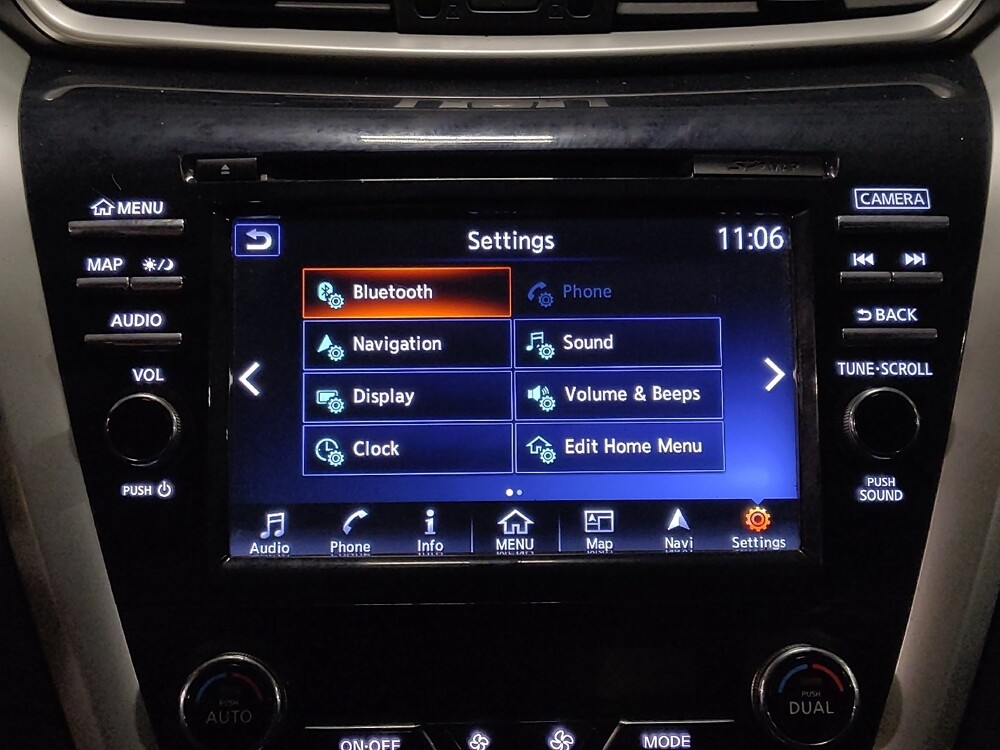 MENU
CAMERA
MAP
AUDIO
VOL
PUSH
BACK
TUNE·SCROLL
PUSH
SOUND
Settings
11:06
Bluetooth
Phone
Navigation
Sound
Display
Volume & Beeps
Clock
Edit Home Menu
Audio
Phone
Info
MENU
Map
Navi
Settings
PUSH
AUTO
PUSH
DUAL
ON·OFF
MODE